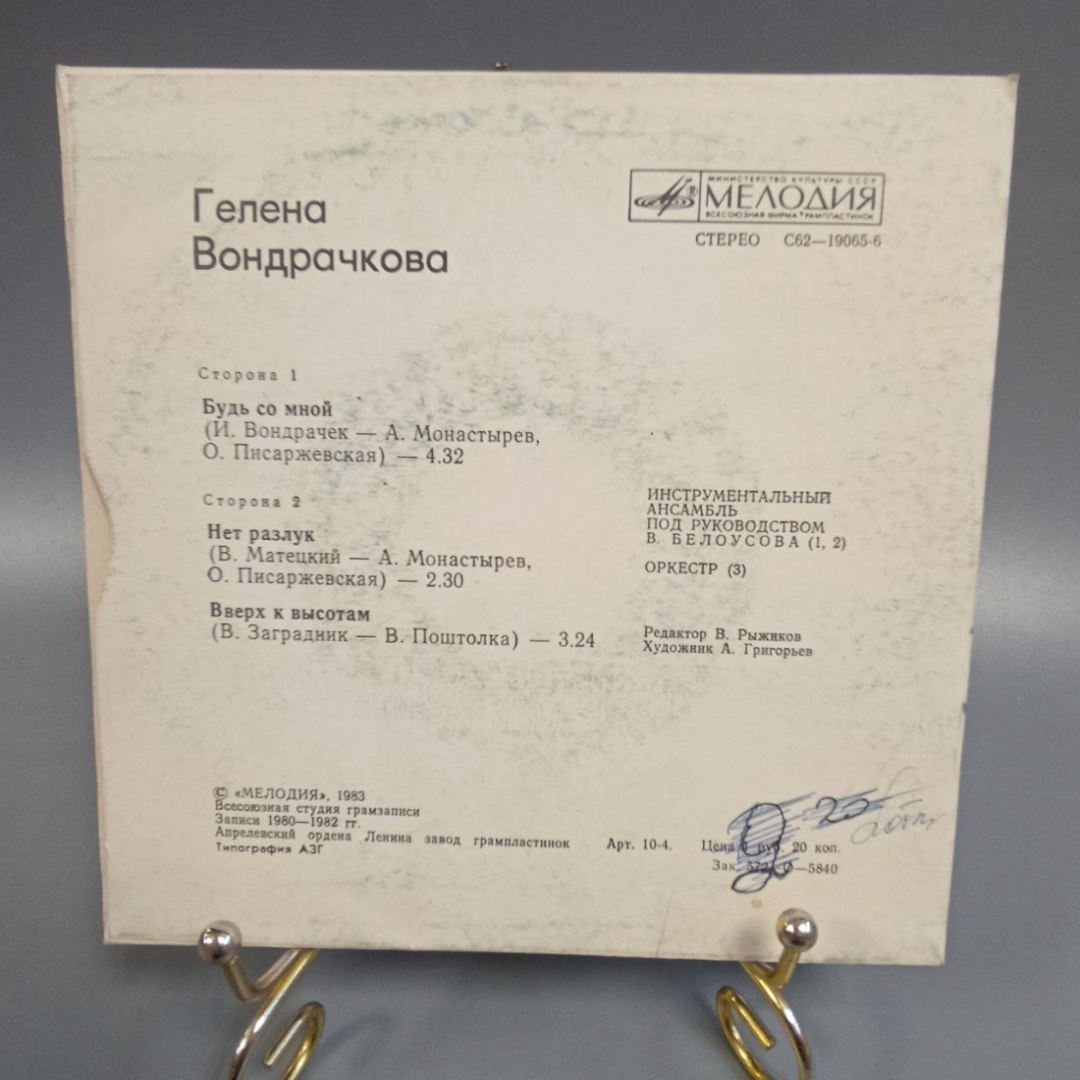 Гелена
Вондрачкова
МИНИСТЕРСТВО КУЛЬТУРЫ СССР
МЕЛОДИЯ
ВСЕСОЮЗНАЯ ФИРМА ГРАМПЛАСТИНОК
СТЕРЕО С62—19065-6
Сторона 1
Будь со мной
(И. Вондрачек — А. Монастырев,
О. Писаржевская) — 4.32
Сторона 2
Нет разлук
(В. Матецкий — А. Монастырев,
О. Писаржевская) — 2.30
Вверх к высотам
(В. Заградник — В. Поштолка) — 3.24
ИНСТРУМЕНТАЛЬНЫЙ
АНСАМБЛЬ
ПОД РУКОВОДСТВОМ
В. БЕЛОУСОВА (1, 2)
ОРКЕСТР (3)
Редактор В. Рыжиков
Художник А. Григорьев
© «МЕЛОДИЯ», 1983
Всесоюзная студия грамзаписи
Записи 1980—1982 гг.
Апрелевский ордена Ленина завод грампластинок
Типография АЗГ
Арт. 10-4. Цена руб. 20 коп.
Зак. —5840